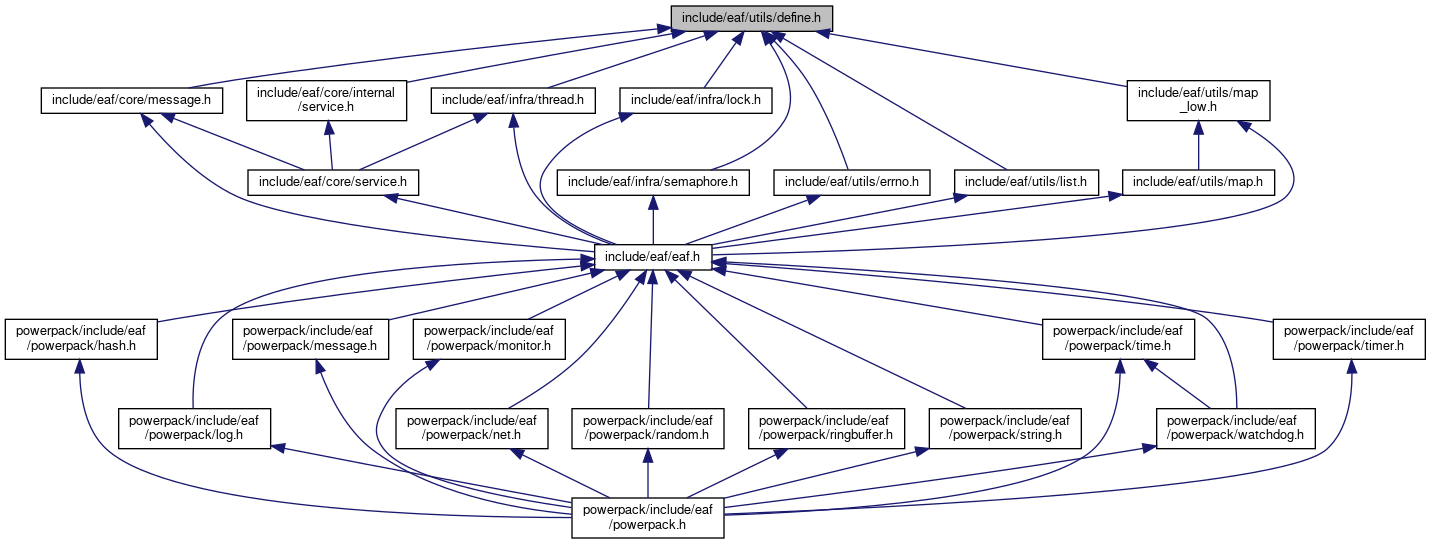 include/eaf/utils/define.h
include/eaf/core/message.h
include/eaf/core/internal
/service.h
include/eaf/infra/thread.h
include/eaf/infra/lock.h
include/eaf/utils/map
_low.h
include/eaf/core/service.h
include/eaf/infra/semaphore.h
include/eaf/utils/errno.h
include/eaf/utils/list.h
include/eaf/utils/map.h
include/eaf/eaf.h
powerpack/include/eaf
/powerpack/hash.h
powerpack/include/eaf
/powerpack/message.h
powerpack/include/eaf
/powerpack/monitor.h
powerpack/include/eaf
/powerpack/time.h
powerpack/include/eaf
/powerpack/timer.h
powerpack/include/eaf
/powerpack/log.h
powerpack/include/eaf
/powerpack/net.h
powerpack/include/eaf
/powerpack/random.h
powerpack/include/eaf
/powerpack/ringbuffer.h
powerpack/include/eaf
/powerpack/string.h
powerpack/include/eaf
/powerpack/watchdog.h
powerpack/include/eaf
/powerpack.h